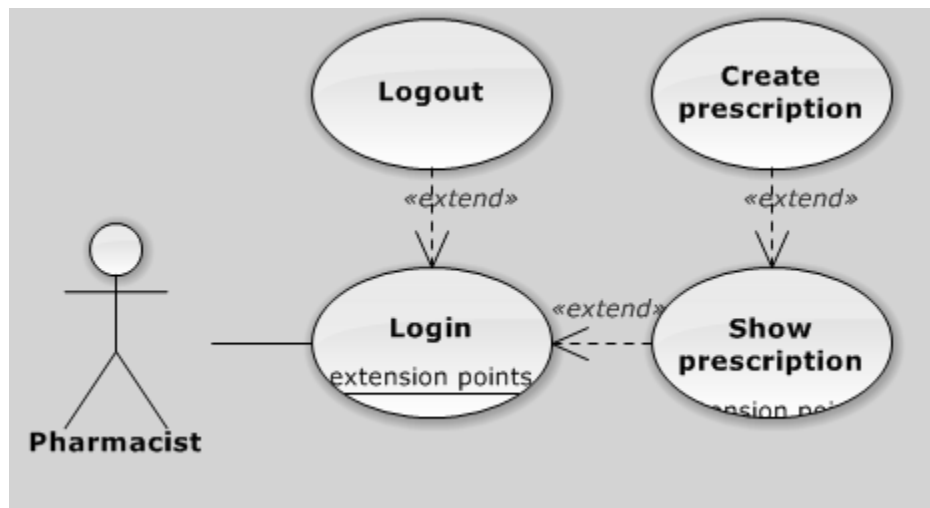 Logout
Create
prescription
«extend»
«extend»
«extend»
Login
extension points
Show
prescription
Pharmacist